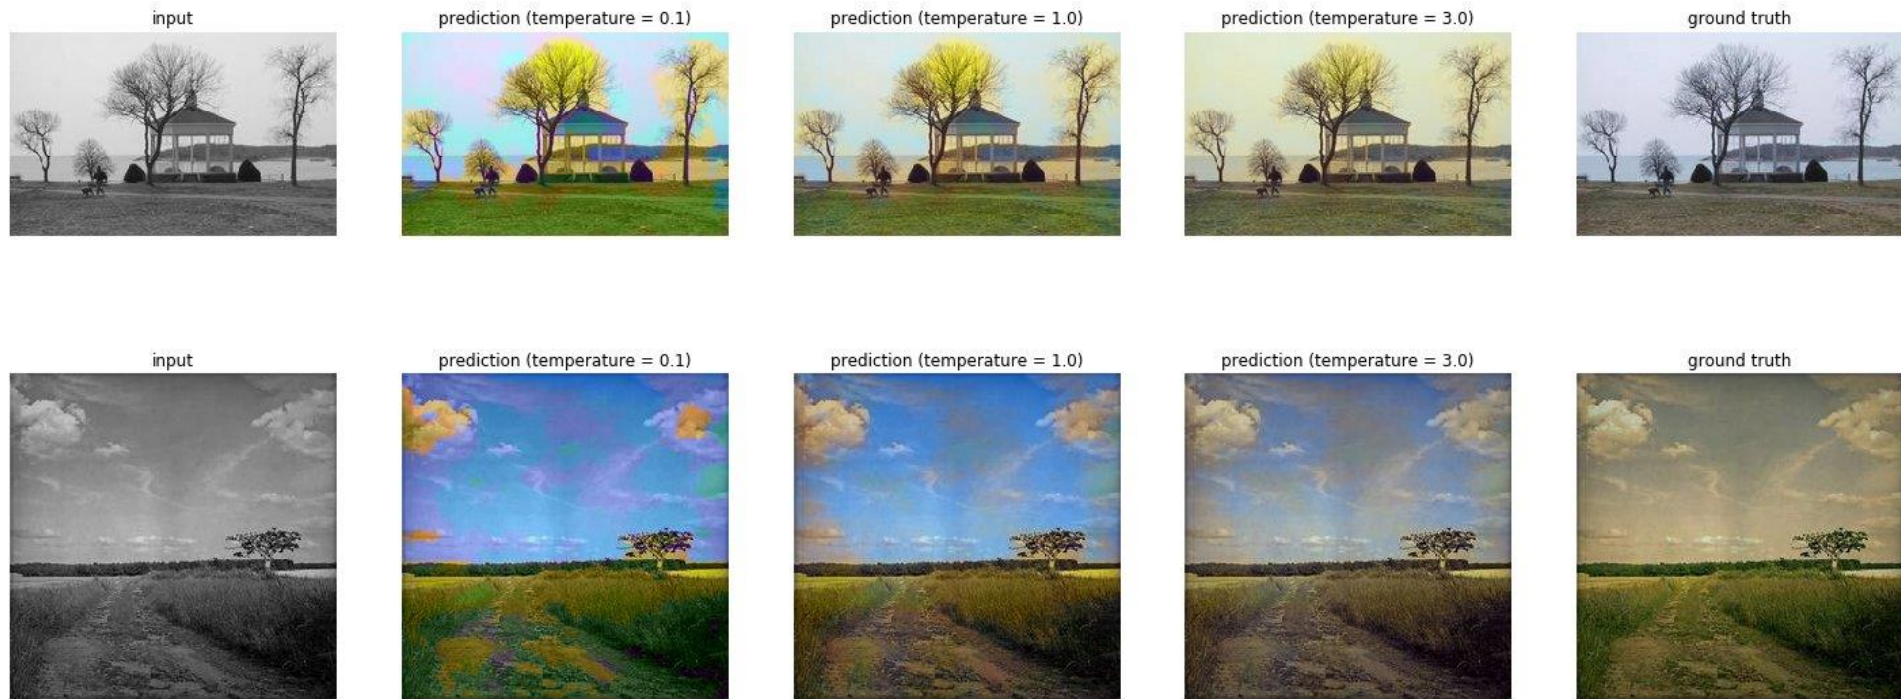 input
prediction (temperature = 0.1)
prediction (temperature = 1.0)
prediction (temperature = 3.0)
ground truth
input
prediction (temperature = 0.1)
prediction (temperature = 1.0)
prediction (temperature = 3.0)
ground truth